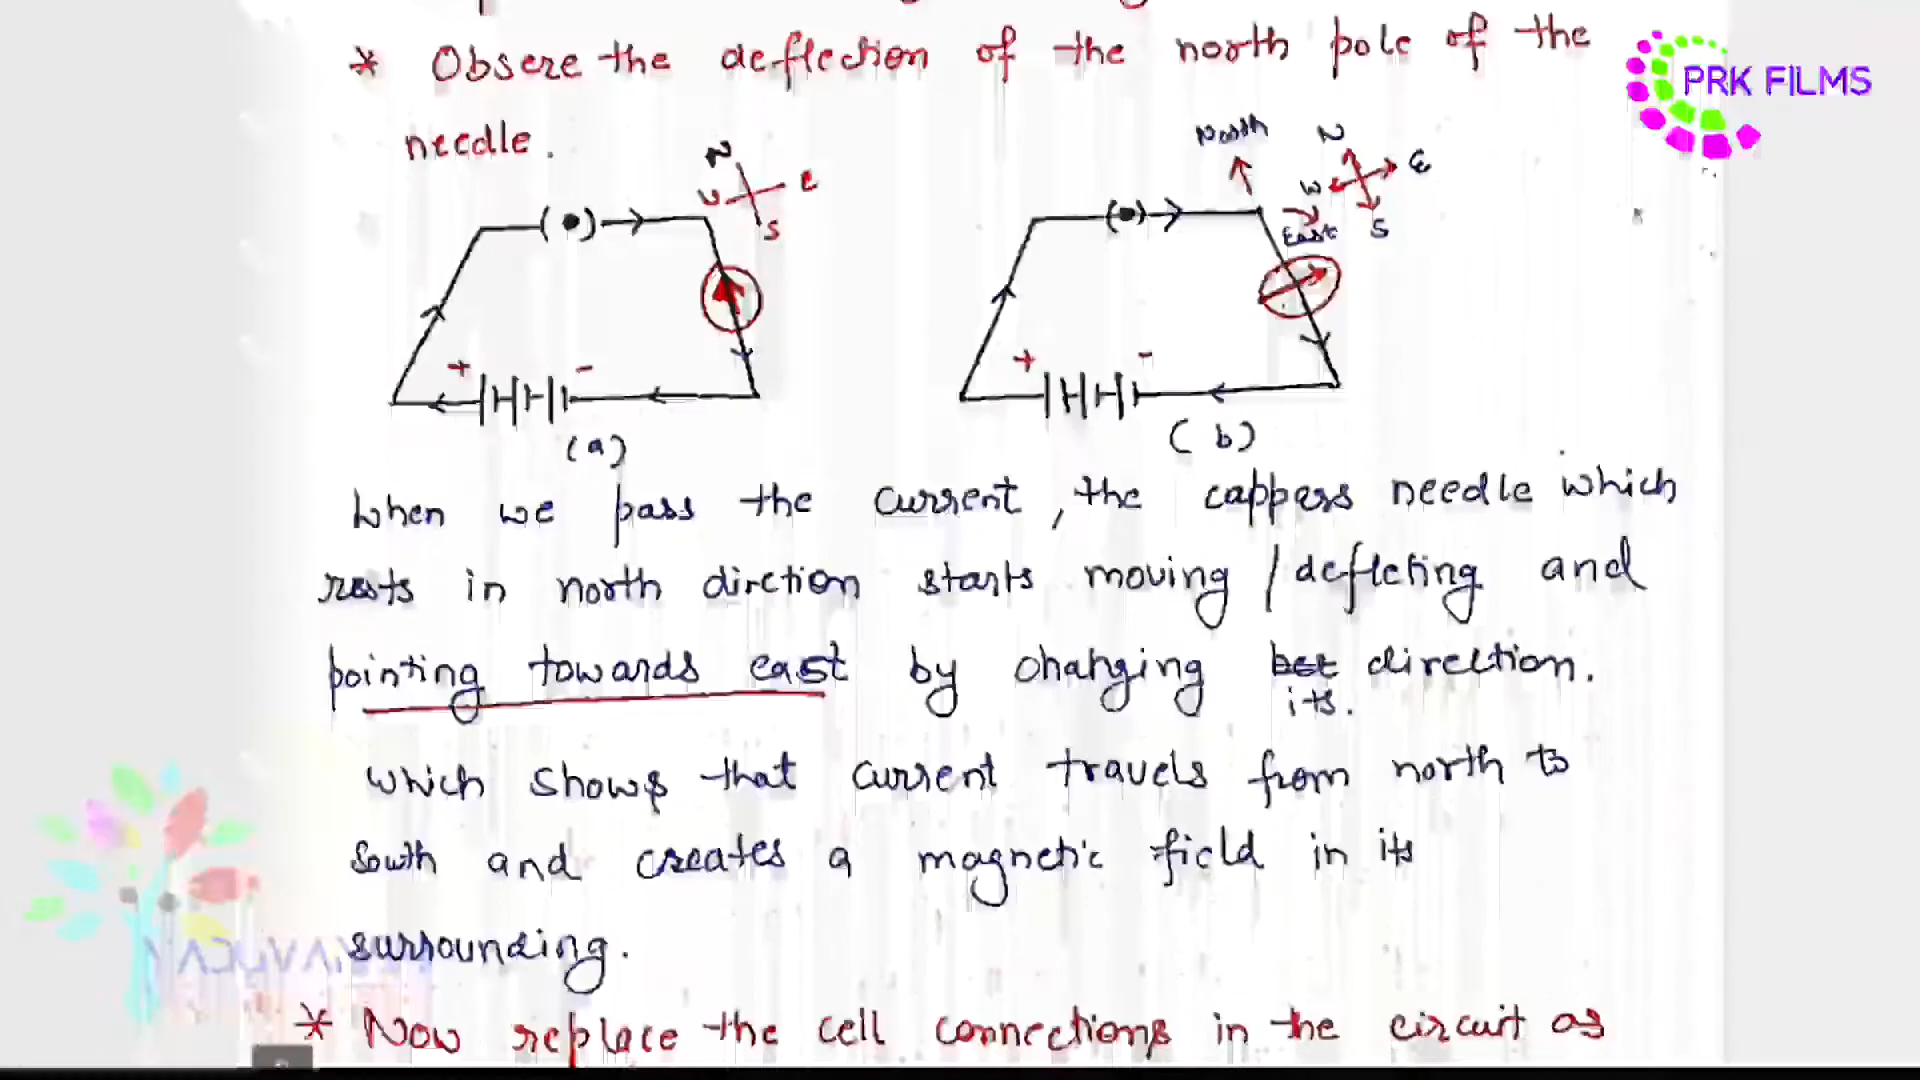 * Obsere the deflection of the north pole of the
PRK FILMS
needle.
N
E
S
North
N
W
E
East
S
( • )
( • )
+
-
+
-
(a)
(b)
When we pass the current, the cappers needle which
rests in north dirction starts moving / defleting and
pointing towards east by changing direction.
its.
which shows that current travels from north to
south and creates a magnetic field in its
surrounding.
* Now replace the cell connections in the circuit as